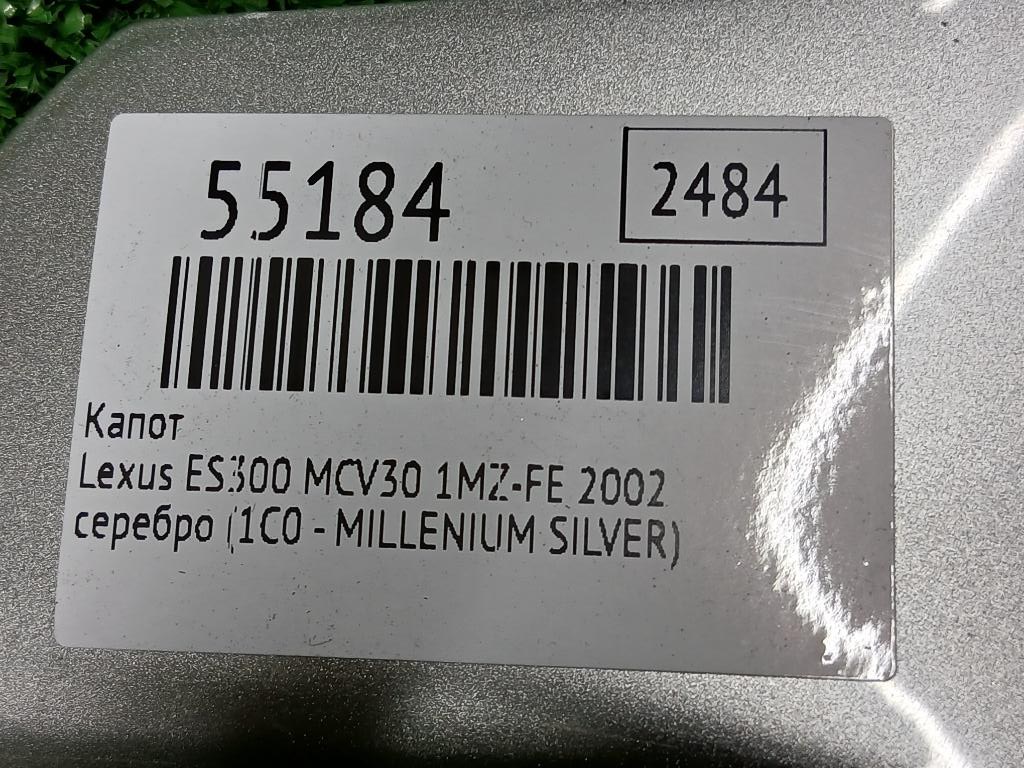 55184
2484
Капот
Lexus ES300 MCV30 1MZ-FE 2002
серебро (1C0 - MILLENIUM SILVER)